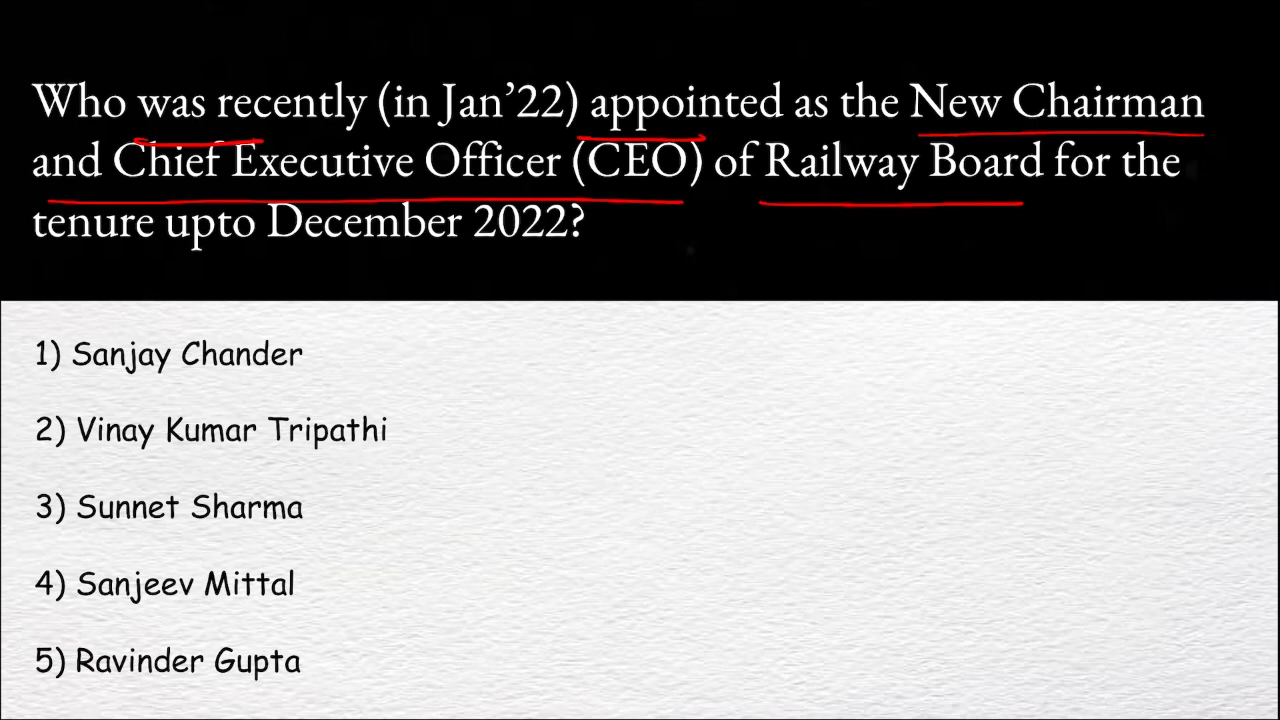 Who was recently (in Jan’22) appointed as the New Chairman
and Chief Executive Officer (CEO) of Railway Board for the
tenure upto December 2022?
1) Sanjay Chander
2) Vinay Kumar Tripathi
3) Sunnet Sharma
4) Sanjeev Mittal
5) Ravinder Gupta